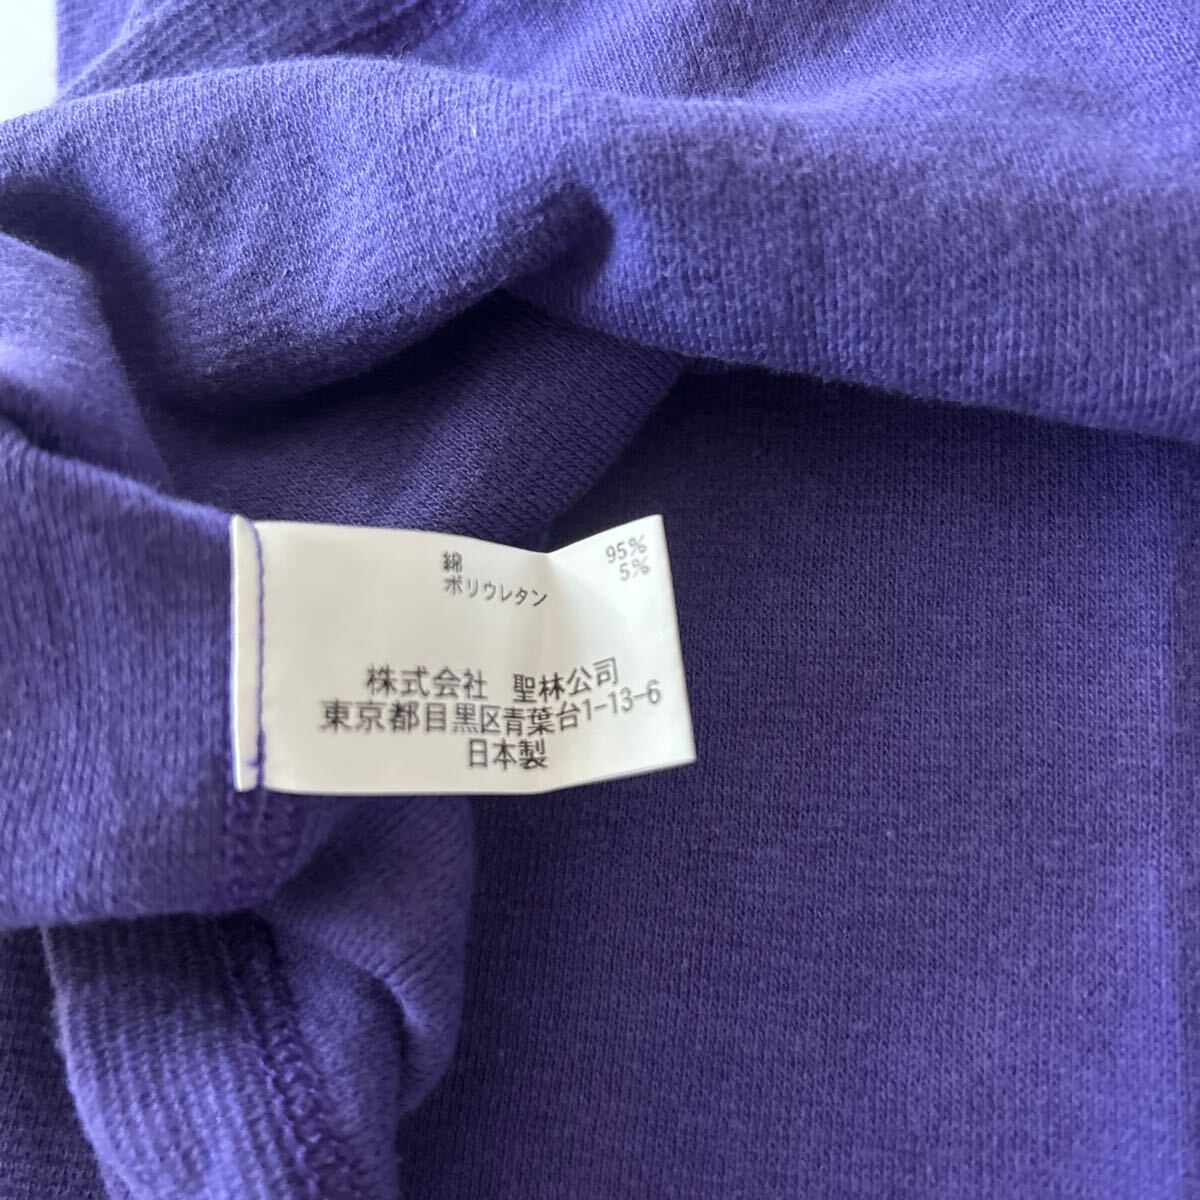 綿 95%
ポリウレタン 5%
株式会社 聖林公司
東京都目黒区青葉台1-13-6
日本製